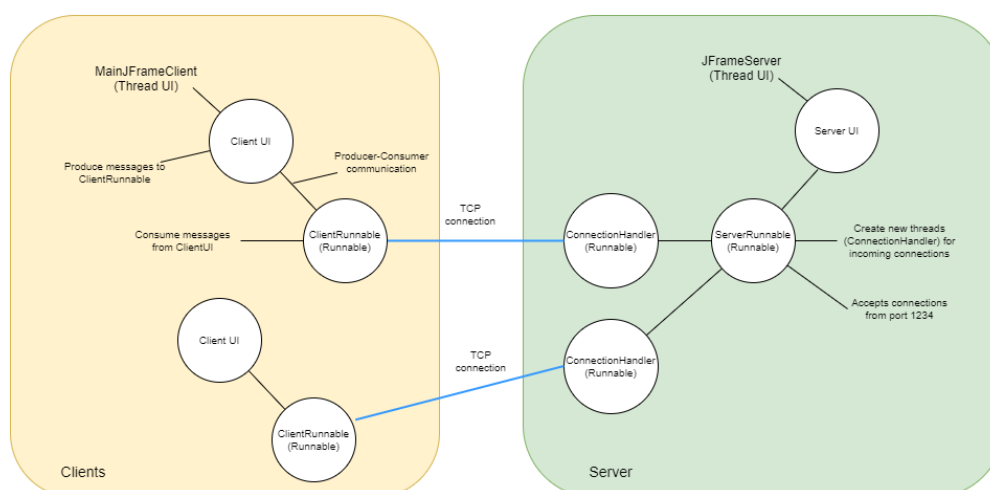 MainJFrameClient
(Thread UI)
Client UI
Produce messages to
ClientRunnable
Producer-Consumer
communication
Consume messages
from ClientUI
ClientRunnable
(Runnable)
TCP
connection
Client UI
ClientRunnable
(Runnable)
TCP
connection
Clients
JFrameServer
(Thread UI)
Server UI
ConnectionHandler
(Runnable)
ServerRunnable
(Runnable)
Create new threads
(ConnectionHandler) for
incoming connections
Accepts connections
from port 1234
ConnectionHandler
(Runnable)
Server